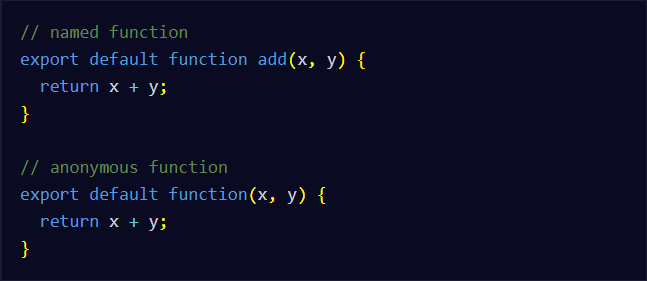 // named function
export default function add(x, y) {
  return x + y;
}

// anonymous function
export default function(x, y) {
  return x + y;
}